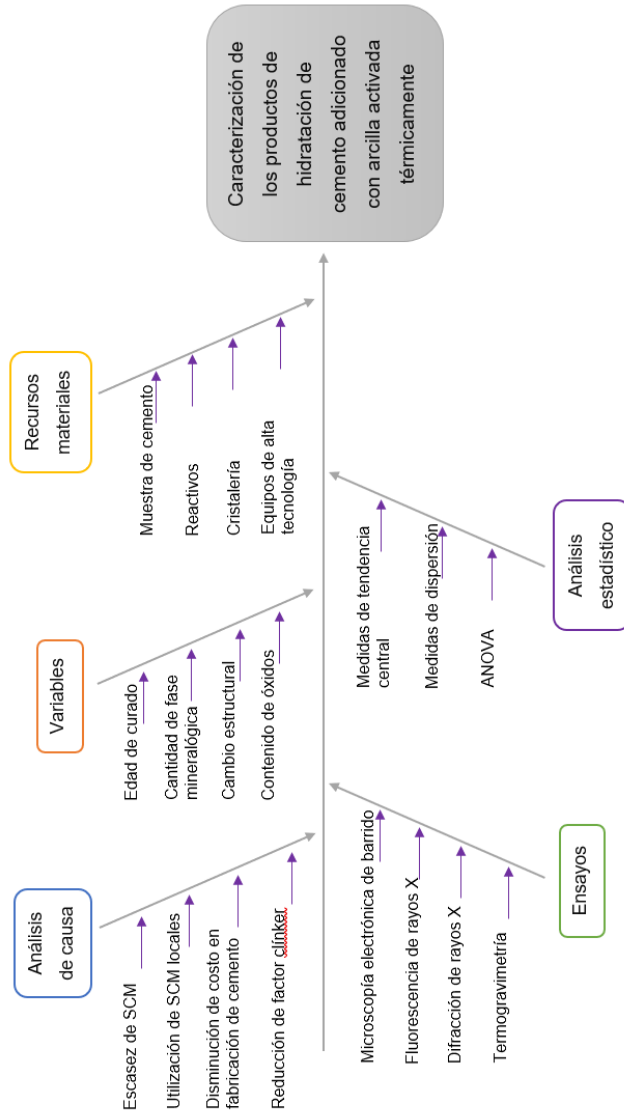 Análisis
de causa
Escasez de SCM
Utilización de SCM locales
Disminución de costo en
fabricación de cemento
Reducción de factor clínker
Variables
Edad de curado
Cantidad de fase
mineralógica
Cambio estructural
Contenido de óxidos
Recursos
materiales
Muestra de cemento
Reactivos
Cristalería
Equipos de alta
tecnología
Ensayos
Microscopía electrónica de barrido
Fluorescencia de rayos X
Difracción de rayos X
Termogravimetría
Análisis
estadístico
Medidas de tendencia
central
Medidas de dispersión
ANOVA
Caracterización de
los productos de
hidratación de
cemento adicionado
con arcilla activada
térmicamente